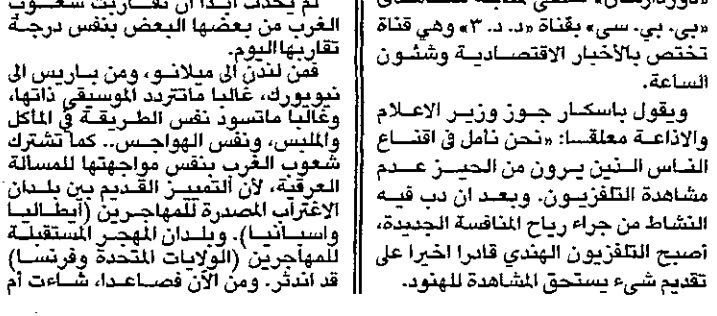 «بى. بي. سى» بقناة «د. د. ٣» وهي قناة
تختص بالأخبار الاقتصادية وشئون
الساعة.
ويقول باسكار جوز وزير الاعلام
والاذاعة معلقا: «نحن نأمل في اقناع
الناس الذين يرون من الحيز عدم
مشاهدة التلفزيون. وبعد ان دب فيه
النشاط من جراء رياح المنافسة الجديدة،
أصبح التلفزيون الهندي قادرا اخيرا على
تقديم شىء يستحق المشاهدة للهنود.
لم يحدث أبدا أن تقاربت شعوب
الغرب من بعضها البعض بنفس درجة
تقاربها اليوم.
فمن لندن الى ميلانو، ومن باريس الى
نيويورك، غالبا ماتتردد الموسيقى ذاتها،
وغالبا ماتسود نفس الطريقة في المأكل
والملبس، ونفس الهواجس.. كما تشترك
شعوب الغرب بنفس مواجهتها للمسألة
العرقية، لأن التمييز القديم بين بلدان
الاغتراب المصدرة للمهاجرين (ايطاليا
واسبانيا). وبلدان المهجر المستقبلة
للمهاجرين (الولايات المتحدة وفرنسا)
قد اندثر. ومن الآن فصاعدا، شاءت أم